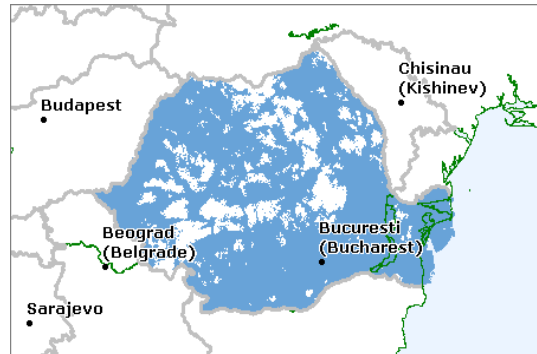 Chisinau
(Kishinev)
Budapest
Bucuresti
(Bucharest)
Beograd
(Belgrade)
Sarajevo